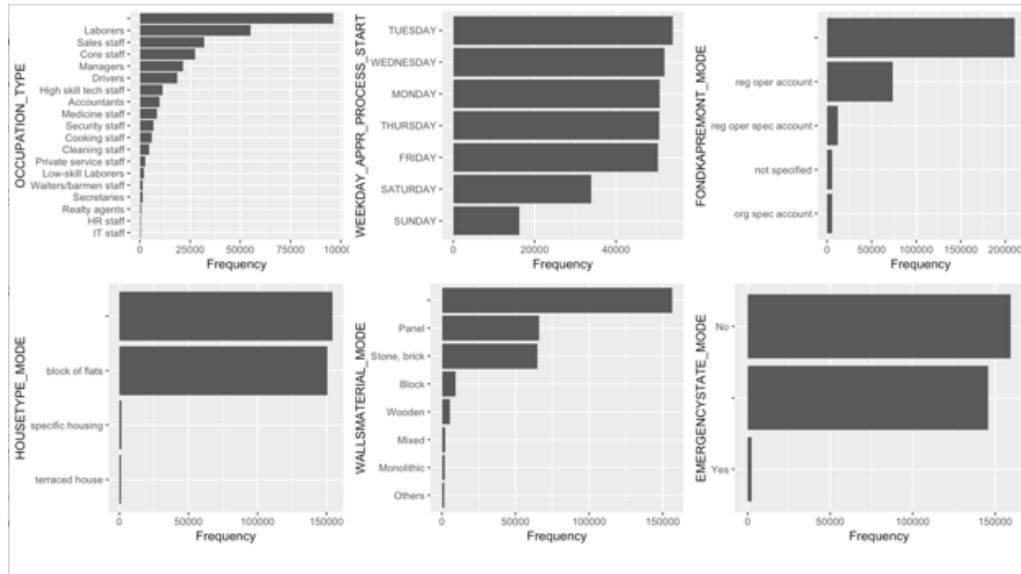 OCCUPATION_TYPE
Laborers
Sales staff
Core staff
Managers
Drivers
High skill tech staff
Accountants
Medicine staff
Security staff
Cooking staff
Cleaning staff
Private service staff
Low-skill Laborers
Waiters/barmen staff
Secretaries
Realty agents
HR staff
IT staff
0 25000 50000 75000 100000
Frequency
WEEKDAY_APPR_PROCESS_START
TUESDAY
WEDNESDAY
MONDAY
THURSDAY
FRIDAY
SATURDAY
SUNDAY
0 20000 40000
Frequency
FONDKAPREMONT_MODE
reg oper account
reg oper spec account
not specified
org spec account
0 50000 100000 150000 200000
Frequency
HOUSETYPE_MODE
block of flats
specific housing
terraced house
0 50000 100000 150000
Frequency
WALLSMATERIAL_MODE
Panel
Stone, brick
Block
Wooden
Mixed
Monolithic
Others
0 50000 100000 150000
Frequency
EMERGENCYSTATE_MODE
No
Yes
0 50000 100000 150000
Frequency